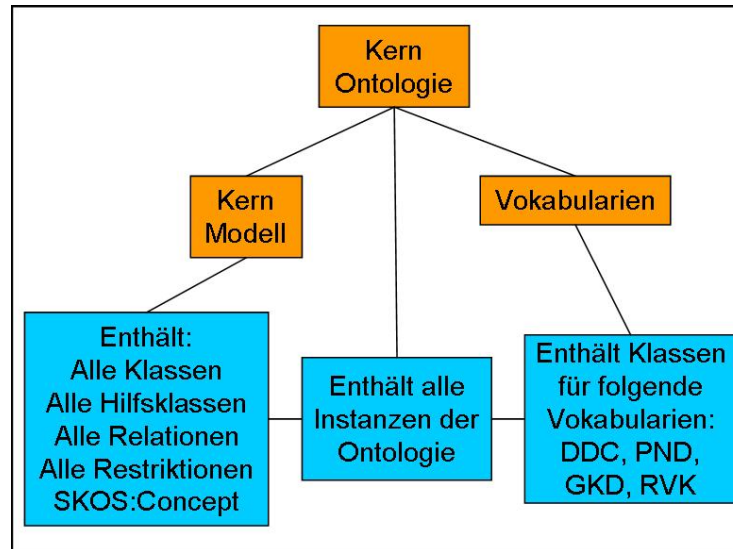 Kern
Ontologie
Kern
Modell
Vokabularien
Enthält:
Alle Klassen
Alle Hilfsklassen
Alle Relationen
Alle Restriktionen
SKOS:Concept
Enthält alle
Instanzen der
Ontologie
Enthält Klassen
für folgende
Vokabularien:
DDC, PND,
GKD, RVK